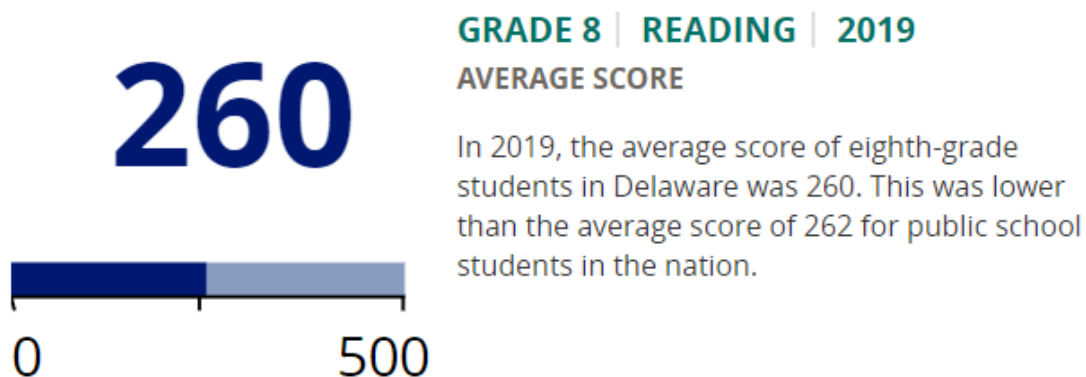 260
0 500
GRADE 8 | READING | 2019
AVERAGE SCORE
In 2019, the average score of eighth-grade
students in Delaware was 260. This was lower
than the average score of 262 for public school
students in the nation.